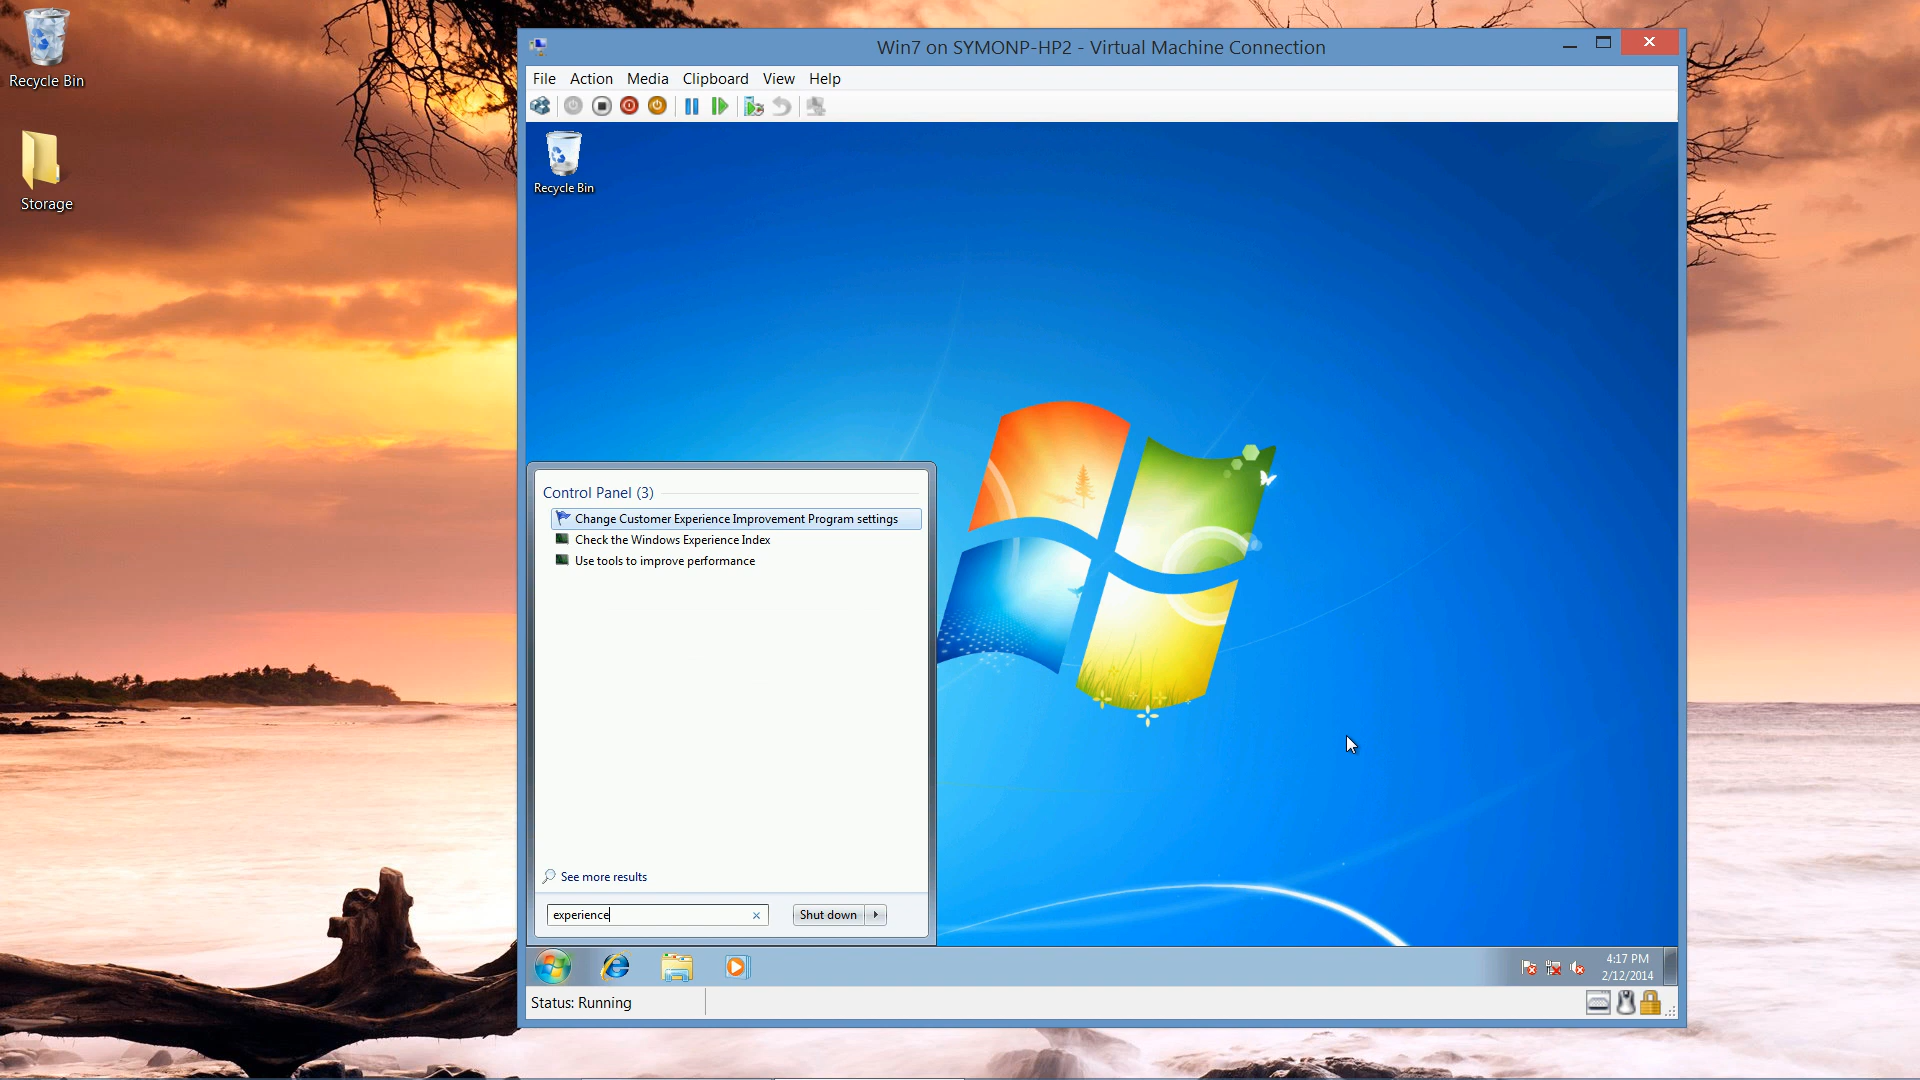 Recycle Bin
Storage
Win7 on SYMONP-HP2 - Virtual Machine Connection
File Action Media Clipboard View Help
Recycle Bin
Control Panel (3)
Change Customer Experience Improvement Program settings
Check the Windows Experience Index
Use tools to improve performance
See more results
experience
Shut down
4:17 PM
2/12/2014
Status: Running